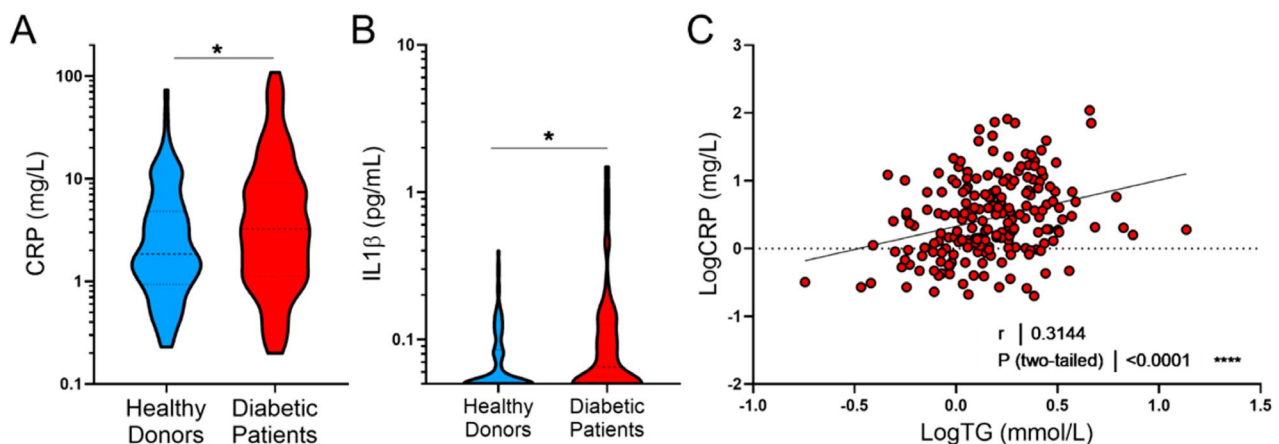 A
*
CRP (mg/L)
100
10
1
0.1
Healthy Donors
Diabetic Patients
B
*
IL1β (pg/mL)
10
1
0.1
Healthy Donors
Diabetic Patients
C
LogCRP (mg/L)
3
2
1
0
-1
-2
r | 0.3144
P (two-tailed) | <0.0001 ****
-1.0 -0.5 0.0 0.5 1.0 1.5
LogTG (mmol/L)